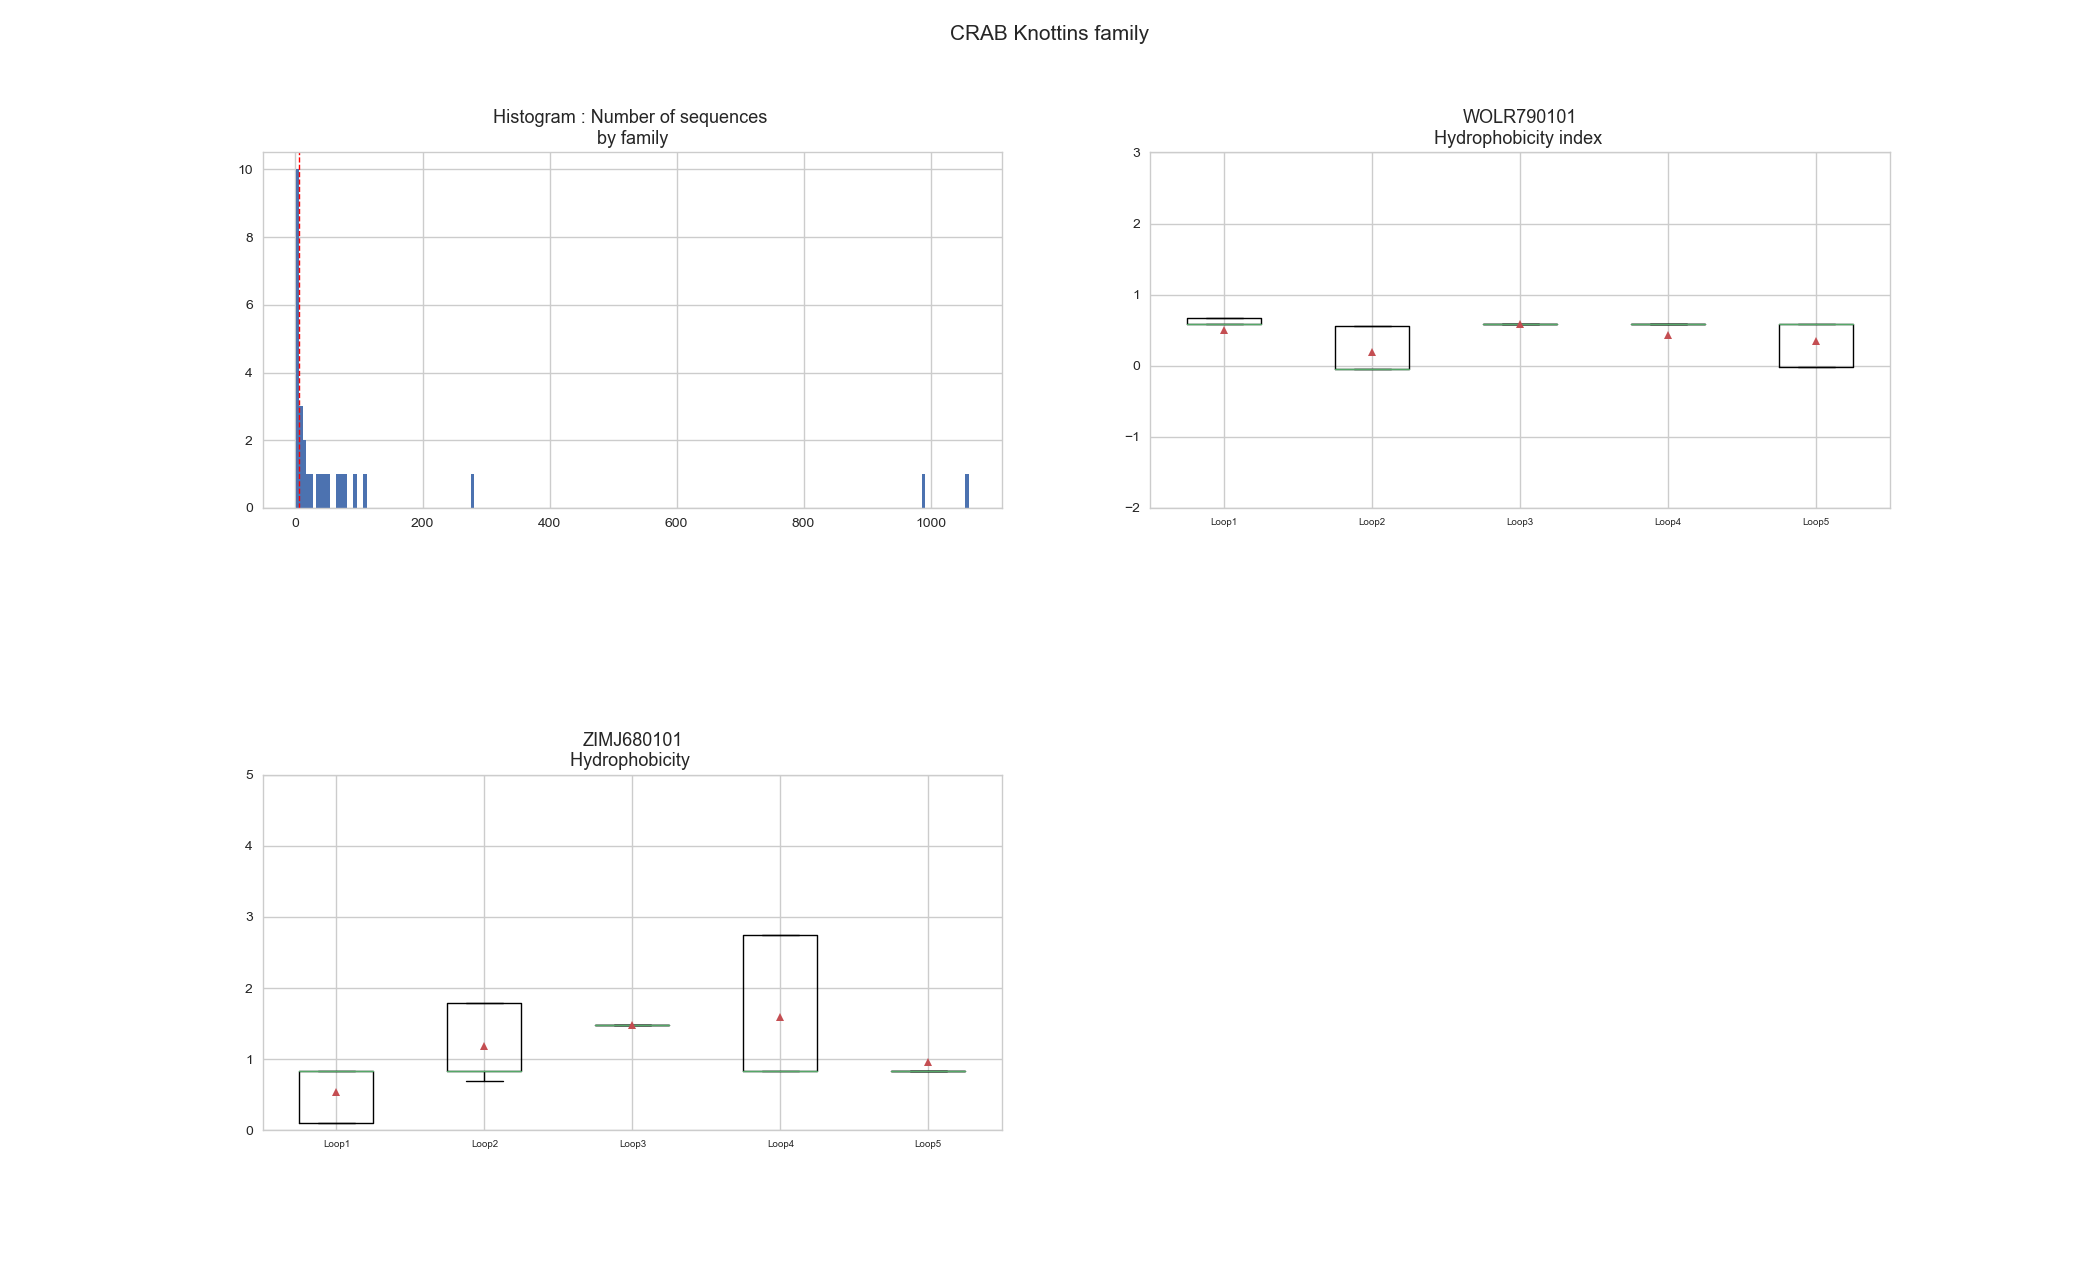 CRAB Knottins family
Histogram : Number of sequences
by family
10
8
6
4
2
0
0 200 400 600 800 1000
WOLR790101
Hydrophobicity index
3
2
1
0
−1
−2
Loop1 Loop2 Loop3 Loop4 Loop5
ZIMJ680101
Hydrophobicity
5
4
3
2
1
0
Loop1 Loop2 Loop3 Loop4 Loop5